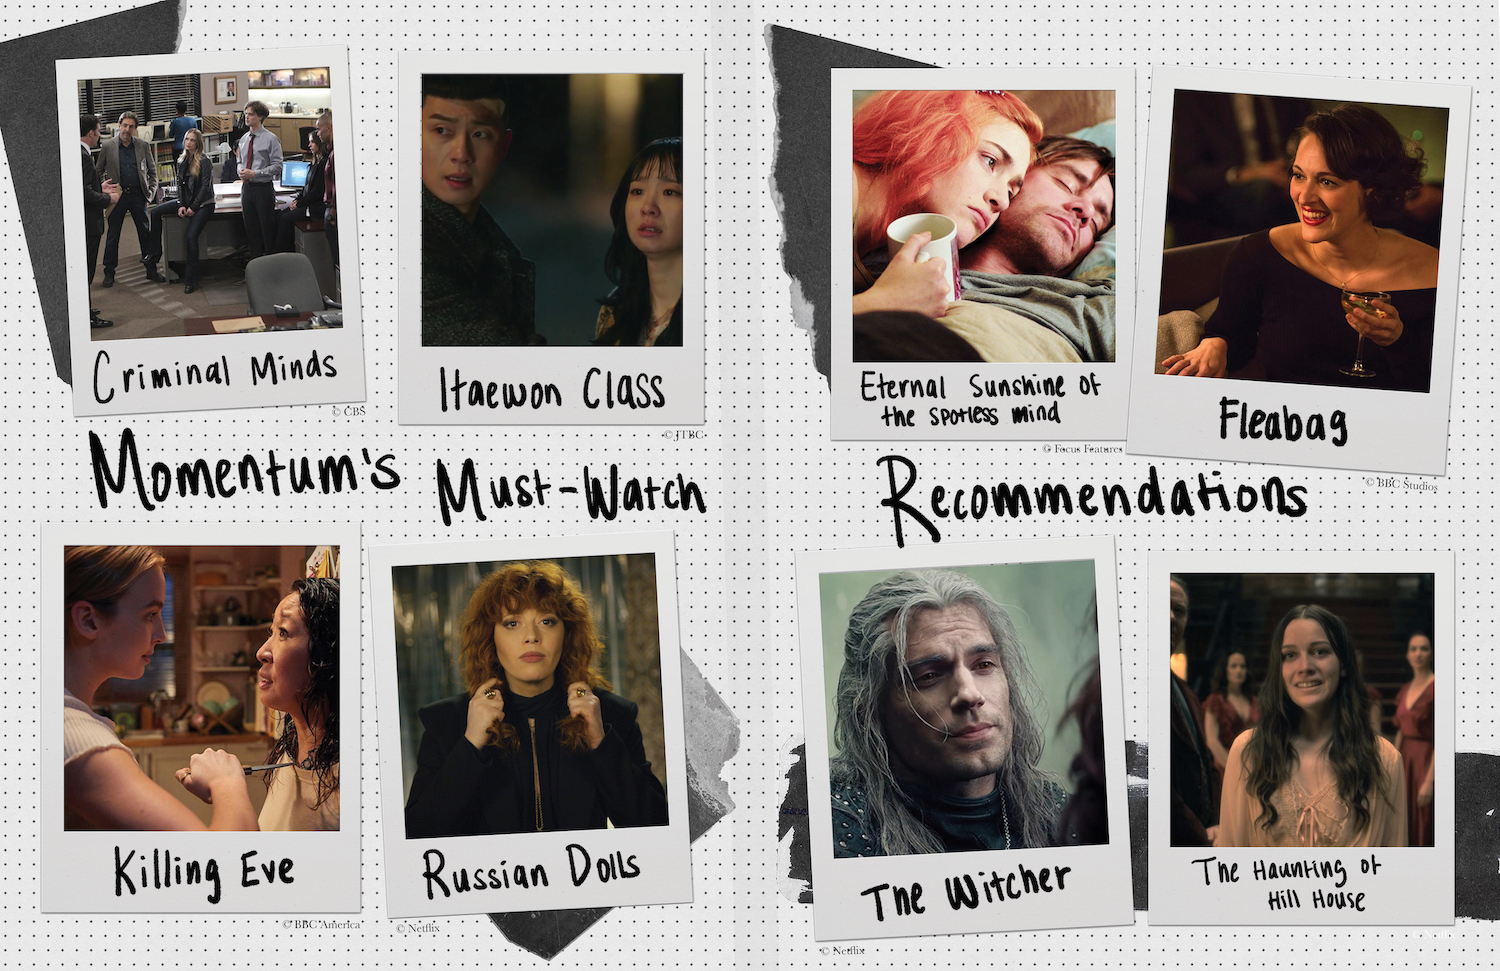 Criminal Minds
© CBS
Itaewon Class
© JTBC
Eternal Sunshine of
the spotless mind
© Focus Features
Fleabag
© BBC Studios
Momentum's Must-Watch Recommendations
Killing Eve
© BBC America
Russian Dolls
© Netflix
The Witcher
© Netflix
The Haunting of
Hill House